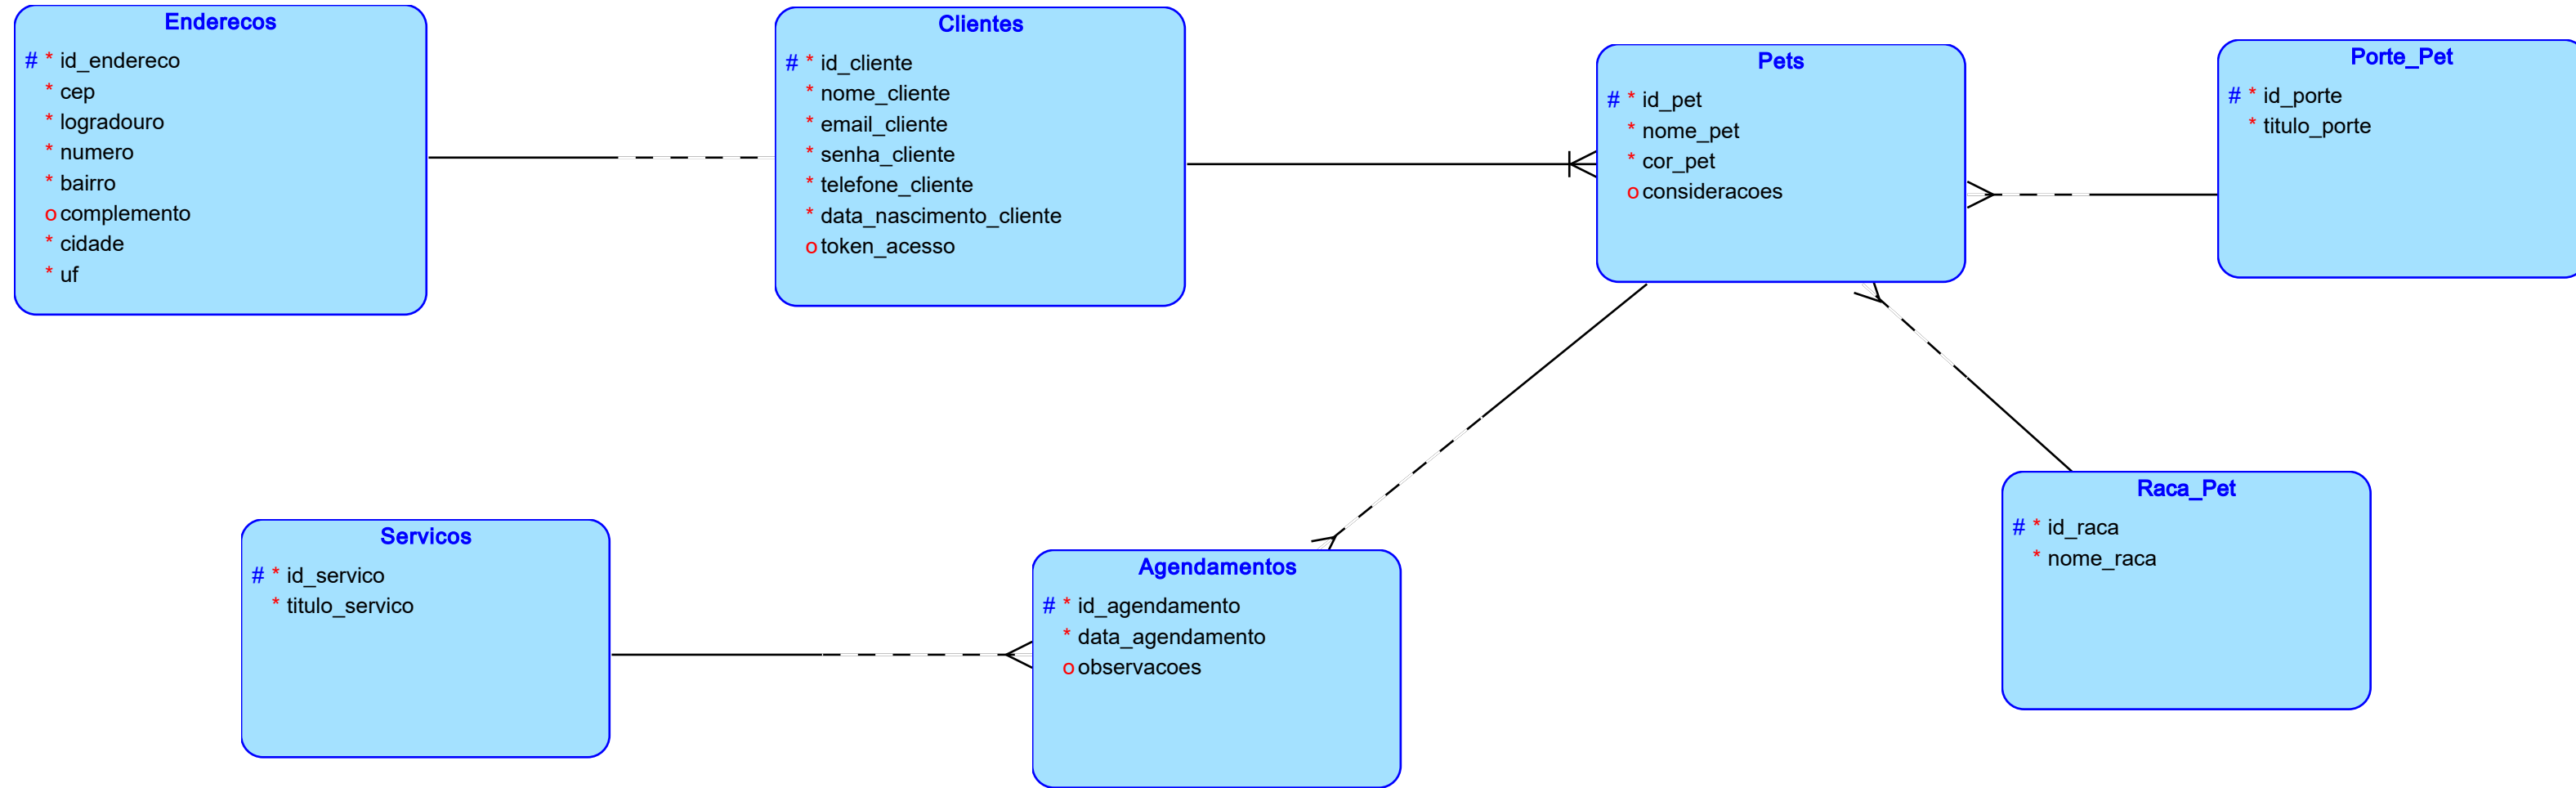 Enderecos
# * id_endereco
* cep
* logradouro
* numero
* bairro
o complemento
* cidade
* uf
Clientes
# * id_cliente
* nome_cliente
* email_cliente
* senha_cliente
* telefone_cliente
* data_nascimento_cliente
o token_acesso
Pets
# * id_pet
* nome_pet
* cor_pet
o consideracoes
Porte_Pet
# * id_porte
* titulo_porte
Servicos
# * id_servico
* titulo_servico
Agendamentos
# * id_agendamento
* data_agendamento
o observacoes
Raca_Pet
# * id_raca
* nome_raca